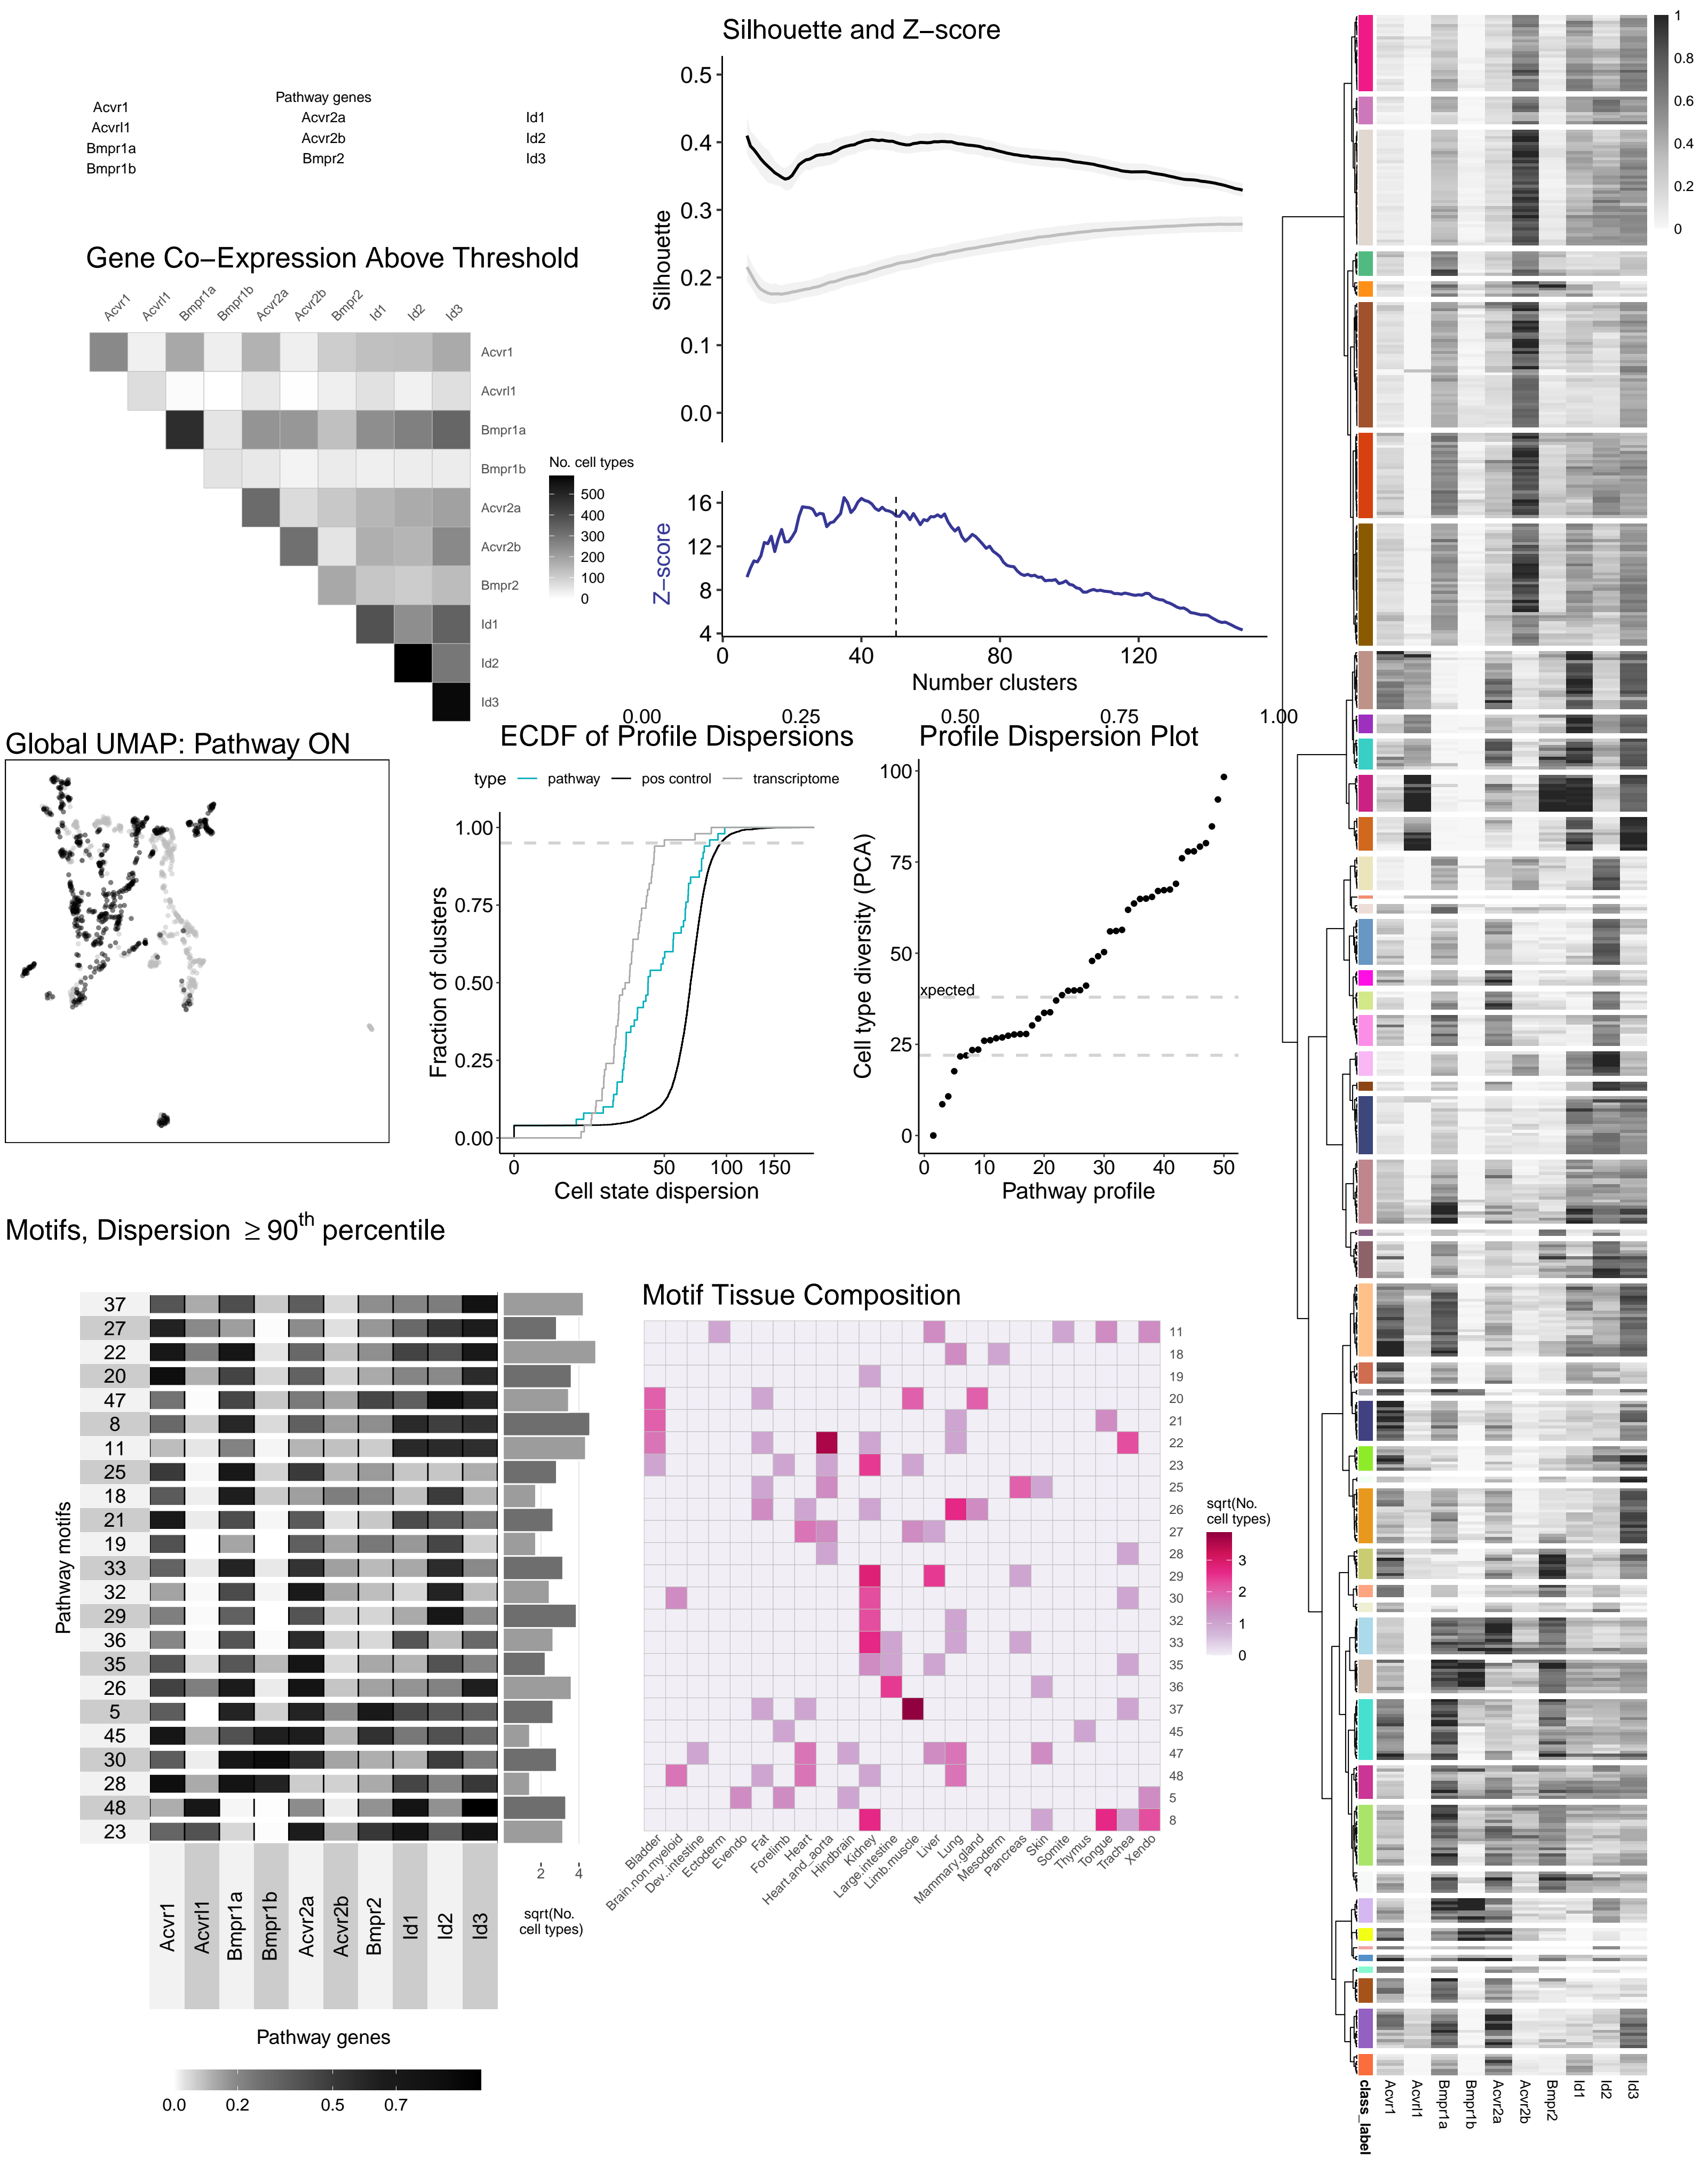 Pathway genes
Acvr1
Acvrl1
Bmpr1a
Bmpr1b
Acvr2a
Acvr2b
Bmpr2
Id1
Id2
Id3
Silhouette and Z−score
0.5
0.4
0.3
0.2
0.1
0.0
Silhouette
16
12
8
4
Z−score
0
40
80
120
Number clusters
0.00
0.25
0.50
0.75
1.00
Gene Co−Expression Above Threshold
Acvr1
Acvrl1
Bmpr1a
Bmpr1b
Acvr2a
Acvr2b
Bmpr2
Id1
Id2
Id3
Acvr1
Acvrl1
Bmpr1a
Bmpr1b
Acvr2a
Acvr2b
Bmpr2
Id1
Id2
Id3
No. cell types
500
400
300
200
100
0
Global UMAP: Pathway ON
ECDF of Profile Dispersions
type
pathway
pos control
transcriptome
1.00
0.75
0.50
0.25
0.00
Fraction of clusters
0
50
100
150
Cell state dispersion
Profile Dispersion Plot
100
75
50
25
0
Cell type diversity (PCA)
xpected
0
10
20
30
40
50
Pathway profile
Motifs, Dispersion ≥ 90th percentile
Pathway motifs
37
27
22
20
47
8
11
25
18
21
19
33
32
29
36
35
26
5
45
30
28
48
23
Acvr1
Acvrl1
Bmpr1a
Bmpr1b
Acvr2a
Acvr2b
Bmpr2
Id1
Id2
Id3
2
4
sqrt(No.
cell types)
Pathway genes
0.0
0.2
0.5
0.7
Motif Tissue Composition
11
18
19
20
21
22
23
25
26
27
28
29
30
32
33
35
36
37
45
47
48
5
8
Bladder
Brain.non.myeloid
Dev..intestine
Ectoderm
Evendo
Fat
Forelimb
Heart
Heart.and._aorta
Hindbrain
Kidney
Large.intestine
Limb.muscle
Liver
Lung
Mammary.gland
Mesoderm
Pancreas
Skin
Somite
Thymus
Tongue
Trachea
Xendo
sqrt(No.
cell types)
3
2
1
0
1
0.8
0.6
0.4
0.2
0
class_label
Acvr1
Acvrl1
Bmpr1a
Bmpr1b
Acvr2a
Acvr2b
Bmpr2
Id1
Id2
Id3